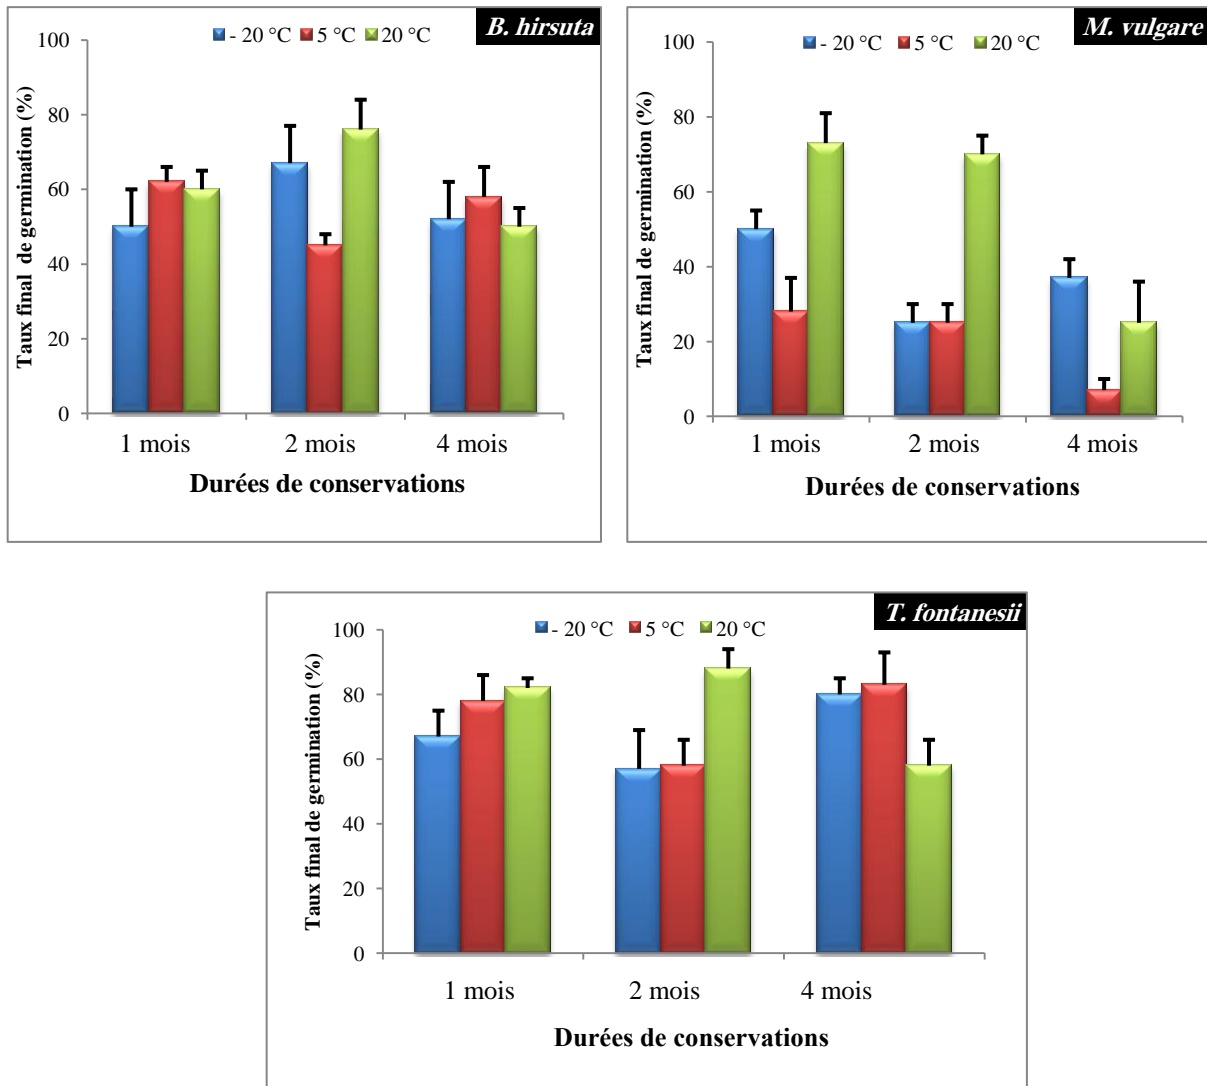 B. hirsuta
- 20 °C 5 °C 20 °C
Taux final de germination (%)
100
80
60
40
20
0
1 mois 2 mois 4 mois
Durées de conservations
M. vulgare
- 20 °C 5 °C 20 °C
Taux final de germination (%)
100
80
60
40
20
0
1 mois 2 mois 4 mois
Durées de conservations
T. fontanesii
- 20 °C 5 °C 20 °C
Taux final de germination (%)
100
80
60
40
20
0
1 mois 2 mois 4 mois
Durées de conservations